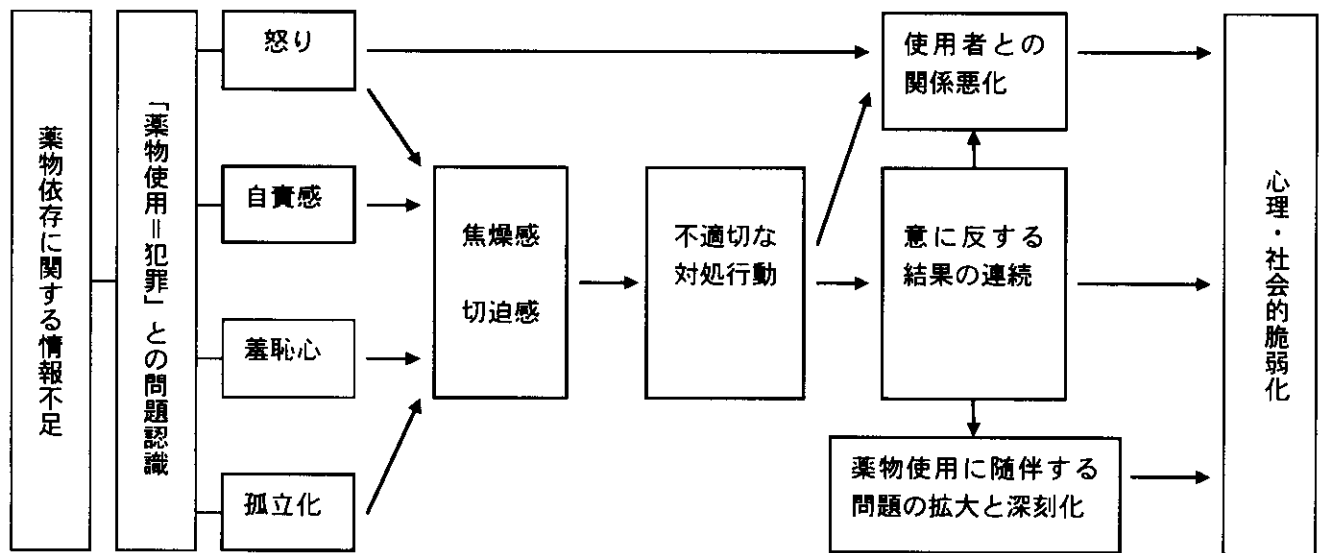 薬物依存に関する情報不足
「薬物使用＝犯罪」との問題認識
怒り
自責感
羞恥心
孤立化
焦燥感
切迫感
不適切な
対処行動
使用者との
関係悪化
意に反する
結果の連続
薬物使用に随伴する
問題の拡大と深刻化
心理・社会的脆弱化